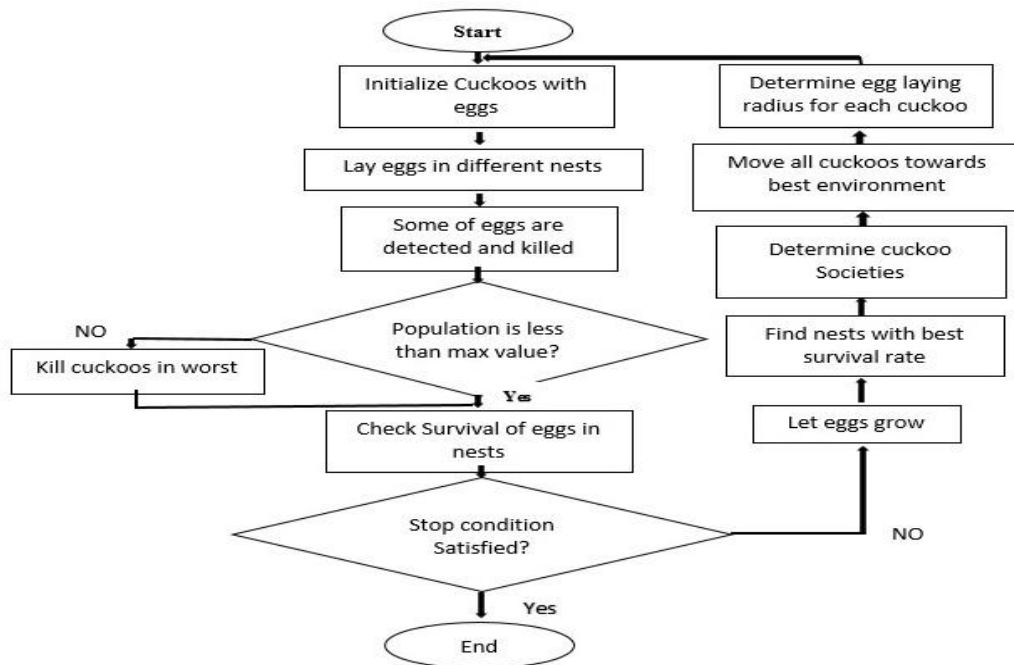 Start
Initialize Cuckoos with
eggs
Lay eggs in different nests
Some of eggs are
detected and killed
Population is less
than max value?
NO
Kill cuckoos in worst
Yes
Check Survival of eggs in
nests
Stop condition
Satisfied?
Yes
End
NO
Let eggs grow
Find nests with best
survival rate
Determine cuckoo
Societies
Move all cuckoos towards
best environment
Determine egg laying
radius for each cuckoo